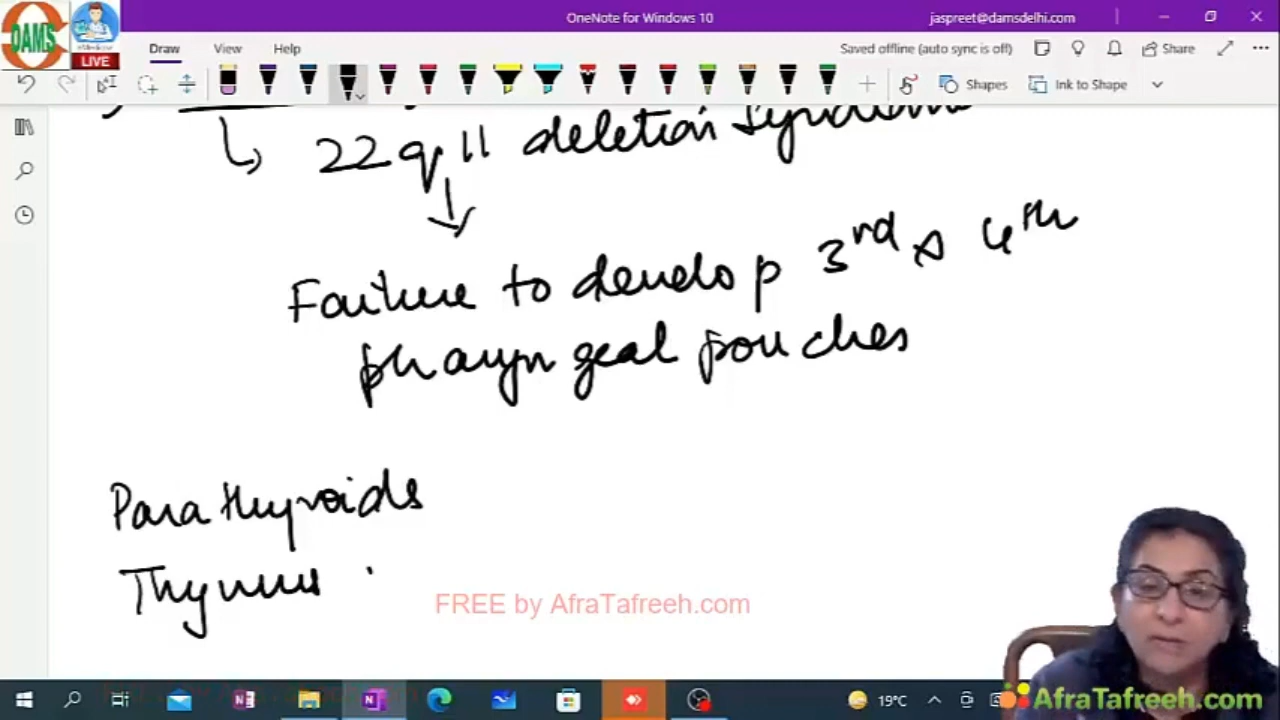 DAMS
eMedicoz
LIVE
OneNote for Windows 10
jaspreet@damsdelhi.com
Draw
View
Help
Saved offline (auto sync is off)
Share
Shapes
Ink to Shape
22q11 deletion syndrome
Failure to develop 3rd & 4th
pharyngeal pouches
Parathyroids
Thymus
FREE by AfraTafreeh.com
19°C
AfraTafreeh.com